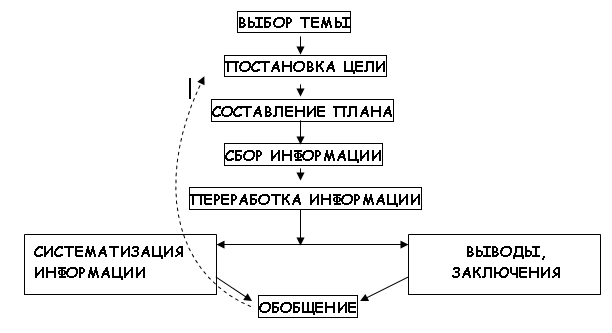 ВЫБОР ТЕМЫ
ПОСТАНОВКА ЦЕЛИ
СОСТАВЛЕНИЕ ПЛАНА
СБОР ИНФОРМАЦИИ
ПЕРЕРАБОТКА ИНФОРМАЦИИ
СИСТЕМАТИЗАЦИЯ
ИНФОРМАЦИИ
ВЫВОДЫ,
ЗАКЛЮЧЕНИЯ
ОБОБЩЕНИЕ